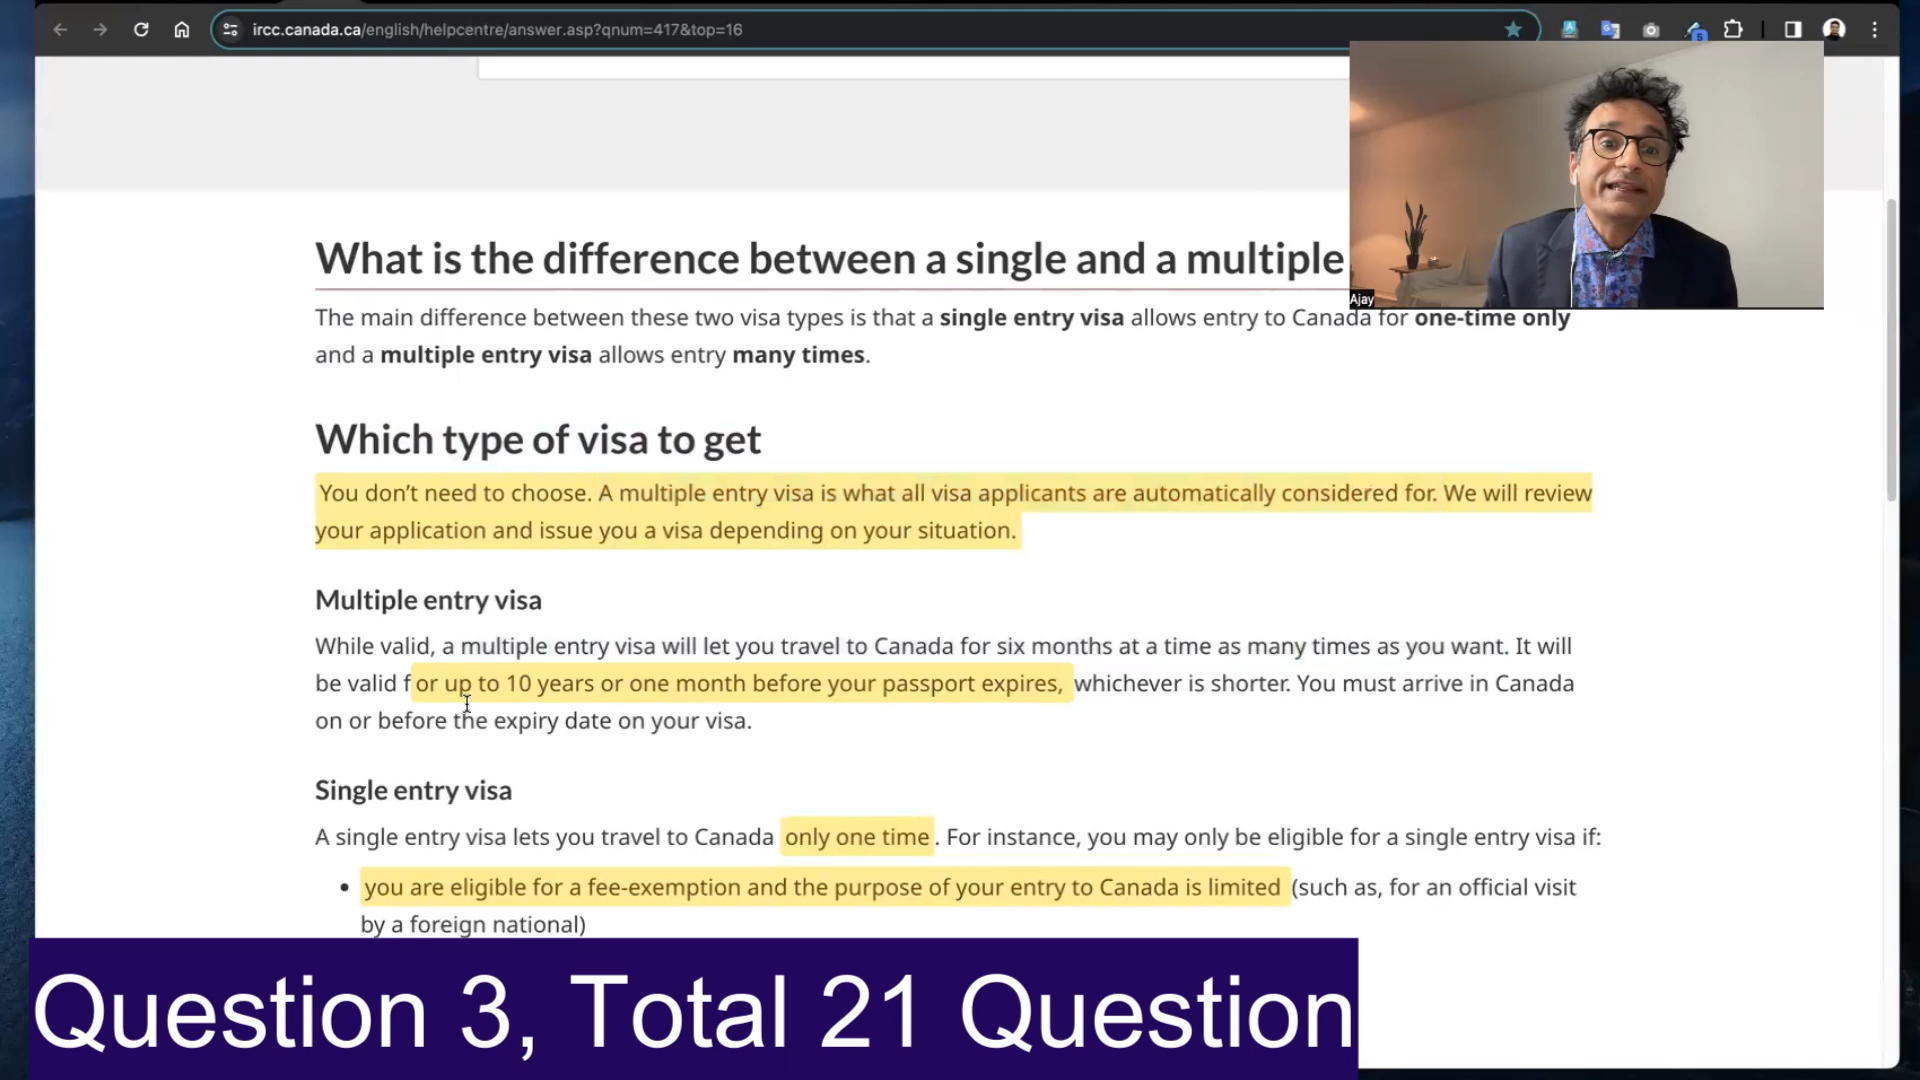 ircc.canada.ca/english/helpcentre/answer.asp?qnum=417&top=16
5
Ajay
What is the difference between a single and a multiple
The main difference between these two visa types is that a single entry visa allows entry to Canada for one-time only
and a multiple entry visa allows entry many times.
Which type of visa to get
You don’t need to choose. A multiple entry visa is what all visa applicants are automatically considered for. We will review
your application and issue you a visa depending on your situation.
Multiple entry visa
While valid, a multiple entry visa will let you travel to Canada for six months at a time as many times as you want. It will
be valid for up to 10 years or one month before your passport expires, whichever is shorter. You must arrive in Canada
on or before the expiry date on your visa.
Single entry visa
A single entry visa lets you travel to Canada only one time . For instance, you may only be eligible for a single entry visa if:
• you are eligible for a fee-exemption and the purpose of your entry to Canada is limited (such as, for an official visit
by a foreign national)
Question 3, Total 21 Question